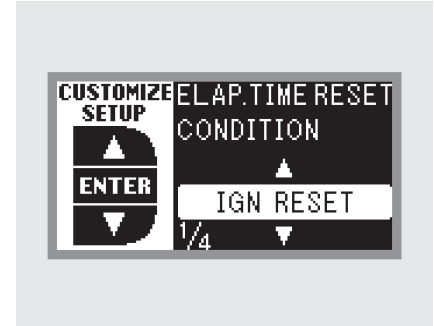 CUSTOMIZE
SETUP
ENTER
ELAP.TIME RESET
CONDITION
IGN RESET
1/4